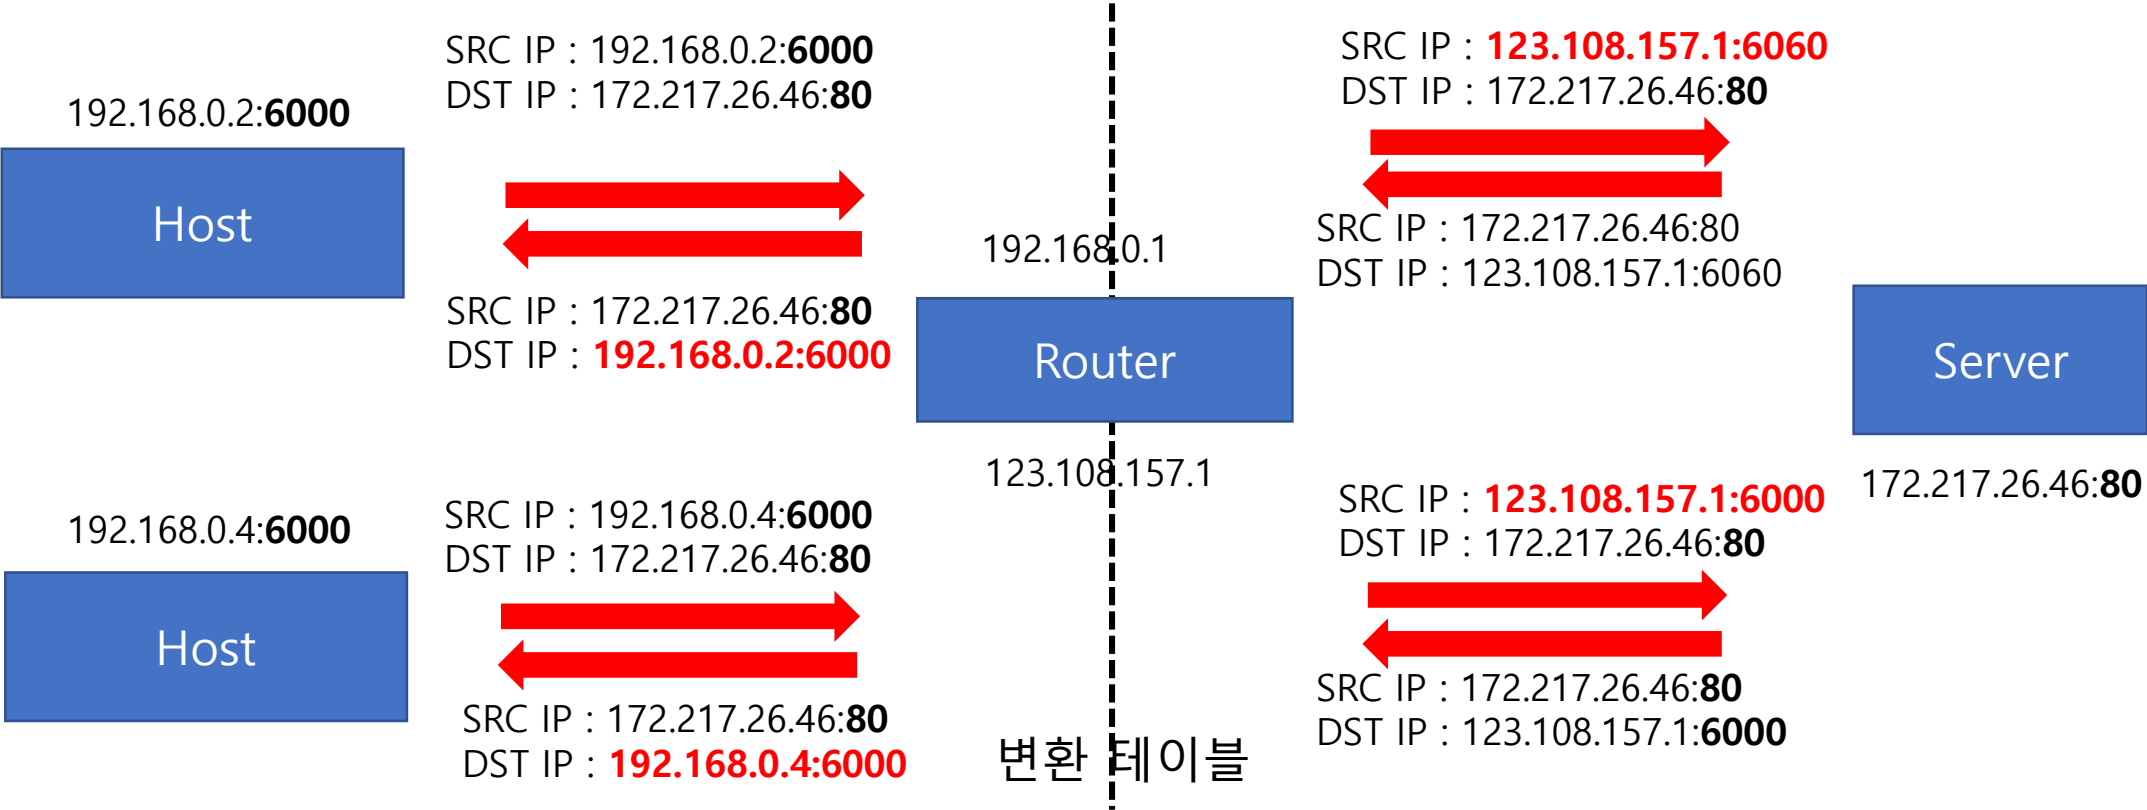 SRC IP : 192.168.0.2:6000
DST IP : 172.217.26.46:80
SRC IP : 123.108.157.1:6060
DST IP : 172.217.26.46:80
192.168.0.2:6000
Host
SRC IP : 172.217.26.46:80
DST IP : 192.168.0.2:6000
192.168.0.1
Router
123.108.157.1
SRC IP : 172.217.26.46:80
DST IP : 123.108.157.1:6060
Server
172.217.26.46:80
192.168.0.4:6000
Host
SRC IP : 192.168.0.4:6000
DST IP : 172.217.26.46:80
SRC IP : 123.108.157.1:6000
DST IP : 172.217.26.46:80
SRC IP : 172.217.26.46:80
DST IP : 192.168.0.4:6000
변환 테이블
SRC IP : 172.217.26.46:80
DST IP : 123.108.157.1:6000